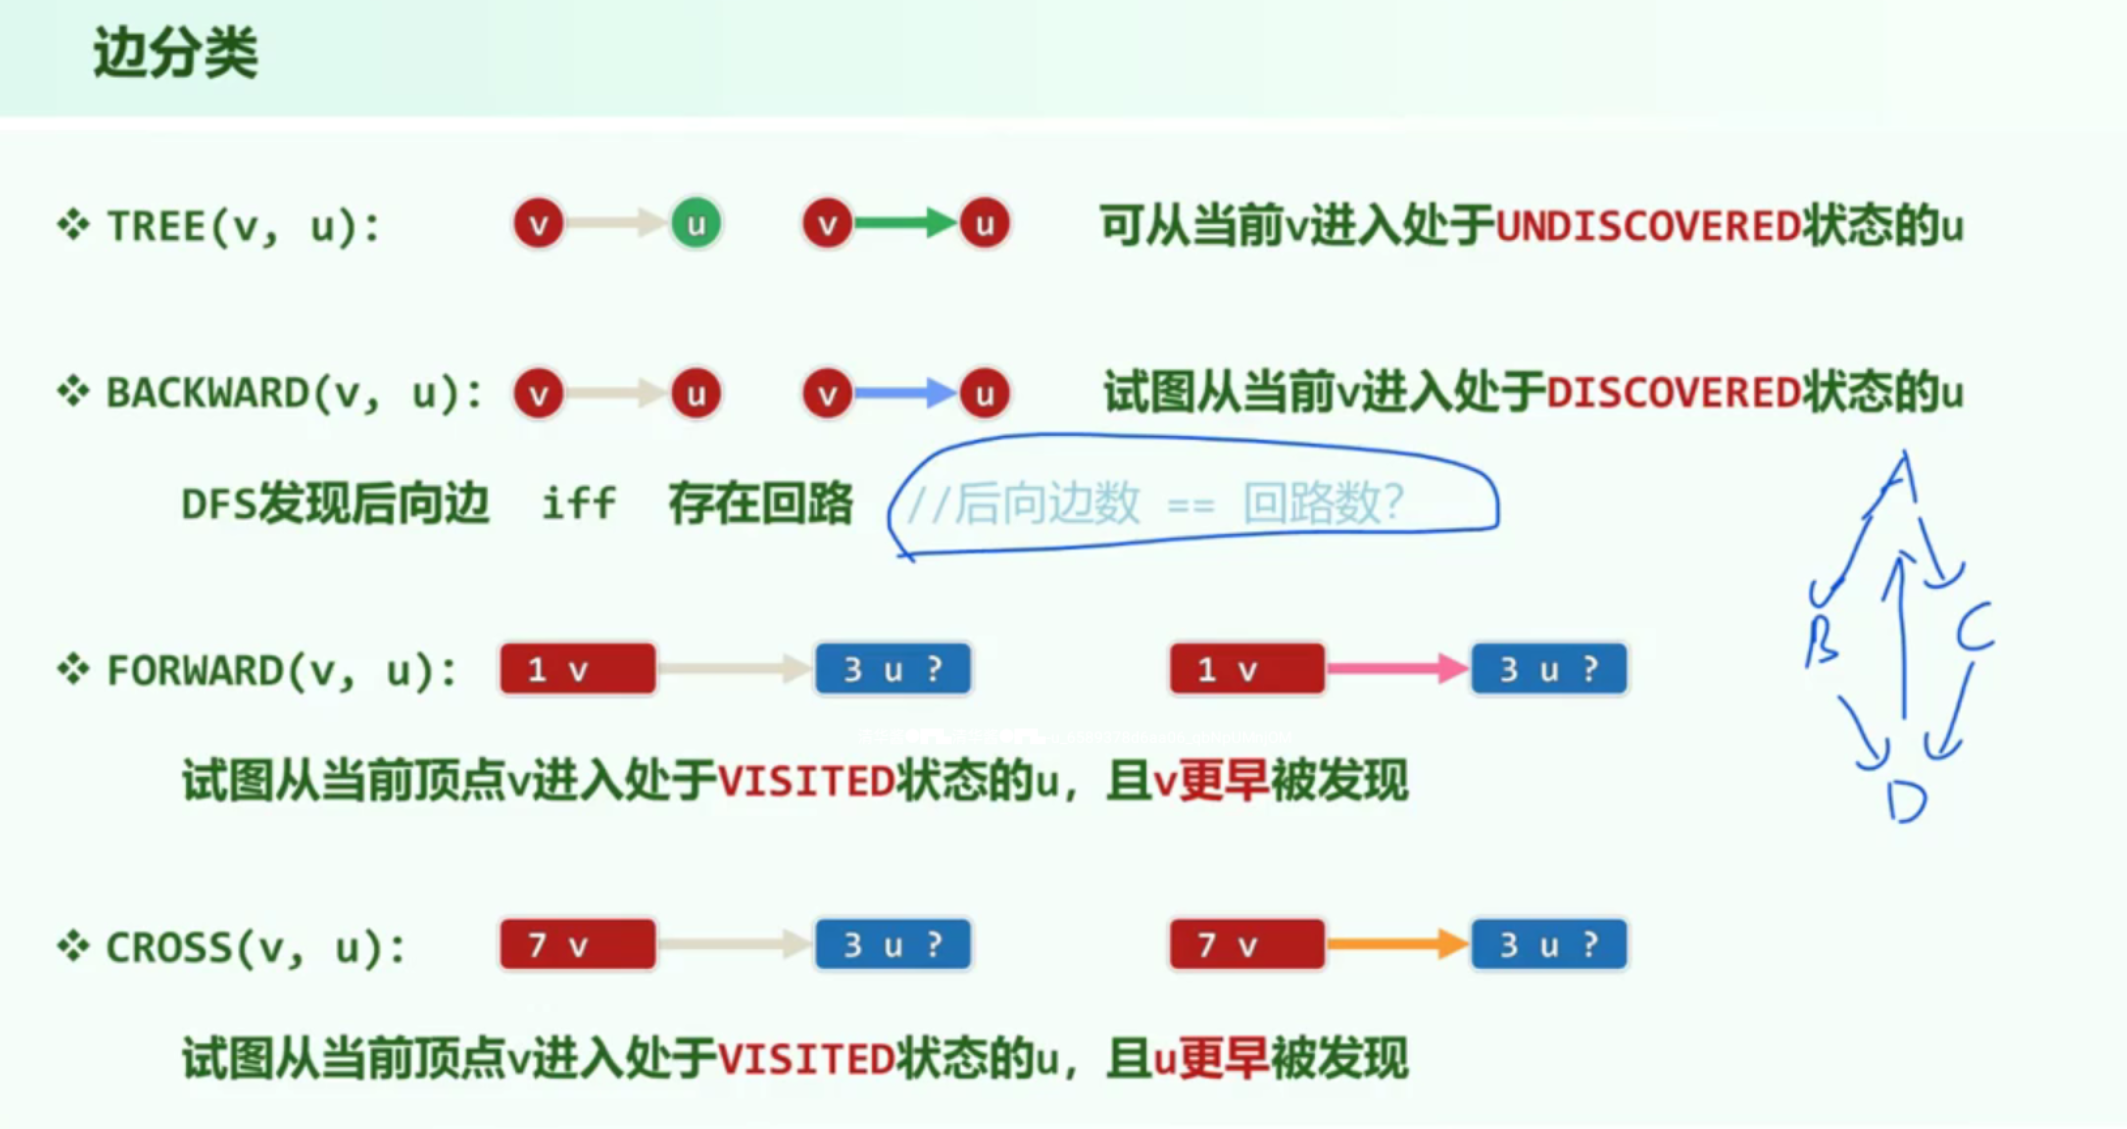 边分类
❖ TREE(v, u): v u v u 可从当前v进入处于UNDISCOVERED状态的u
❖ BACKWARD(v, u): v u v u 试图从当前v进入处于DISCOVERED状态的u
DFS发现后向边 iff 存在回路 //后向边数 == 回路数?
A
B
C
D
❖ FORWARD(v, u): 1 v 3 u ? 1 v 3 u ?
试图从当前顶点v进入处于VISITED状态的u, 且v更早被发现
❖ CROSS(v, u): 7 v 3 u ? 7 v 3 u ?
试图从当前顶点v进入处于VISITED状态的u, 且u更早被发现